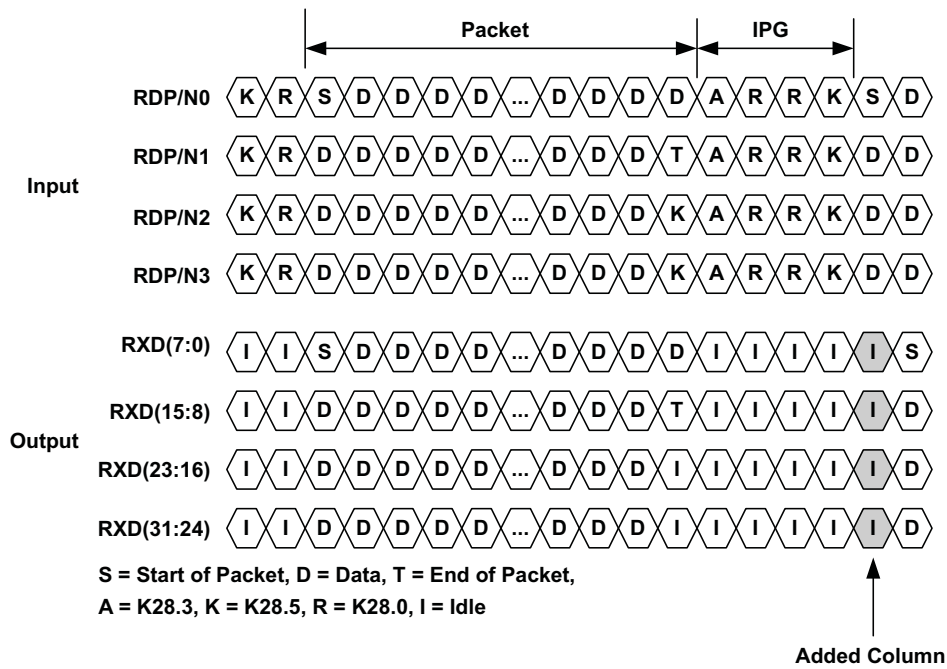 Packet IPG
RDP/N0 K R S D D D D ... D D D D A R R K S D
RDP/N1 K R D D D D D ... D D D T A R R K D D
Input
RDP/N2 K R D D D D D ... D D D K A R R K D D
RDP/N3 K R D D D D D ... D D D K A R R K D D
RXD(7:0) I I S D D D D ... D D D D I I I I I S
RXD(15:8) I I D D D D D ... D D D T I I I I I D
Output
RXD(23:16) I I D D D D D ... D D D I I I I I I D
RXD(31:24) I I D D D D D ... D D D I I I I I I D
S = Start of Packet, D = Data, T = End of Packet,
A = K28.3, K = K28.5, R = K28.0, I = Idle
Added Column